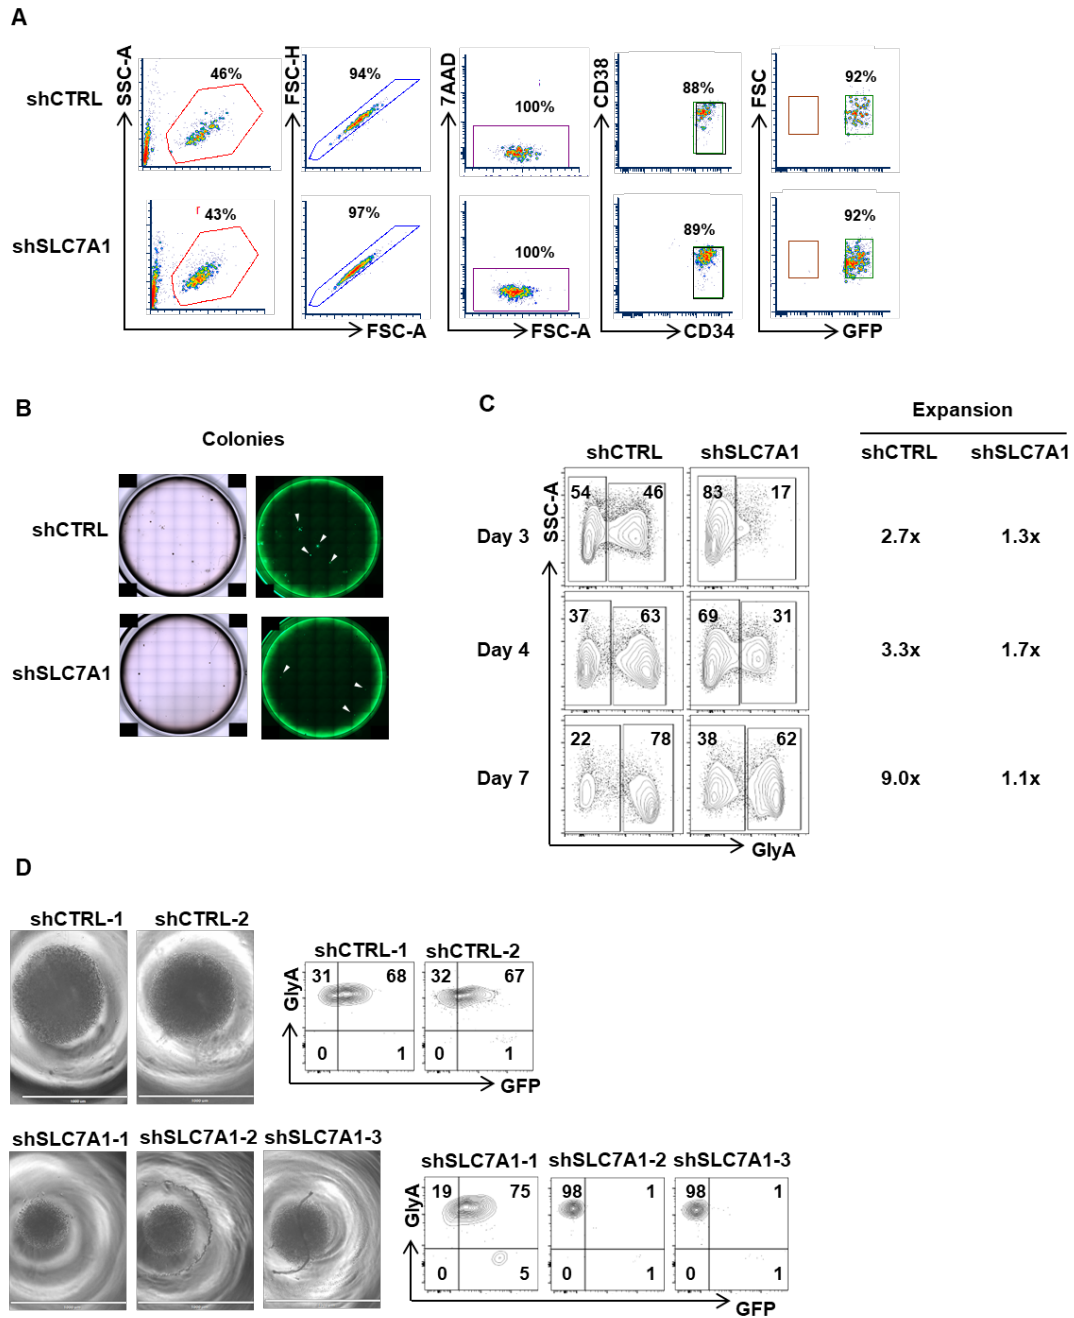 A
SSC-A
FSC-H
7AAD
CD38
FSC
shCTRL
46%
94%
100%
88%
92%
shSLC7A1
r 43%
97%
100%
89%
92%
FSC-A
FSC-A
CD34
GFP
B
Colonies
shCTRL
shSLC7A1
C
Expansion
shCTRL shSLC7A1
shCTRL shSLC7A1
SSC-A
Day 3
54 46
83 17
2.7x 1.3x
Day 4
37 63
69 31
3.3x 1.7x
Day 7
22 78
38 62
9.0x 1.1x
GlyA
D
shCTRL-1 shCTRL-2
shCTRL-1 shCTRL-2
GlyA
31 68
32 67
0 1
0 1
GFP
shSLC7A1-1 shSLC7A1-2 shSLC7A1-3
shSLC7A1-1 shSLC7A1-2 shSLC7A1-3
GlyA
19 75
98 1
98 1
0 5
0 1
0 1
GFP